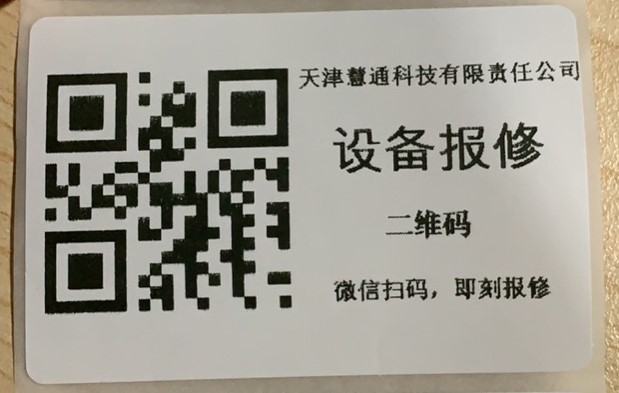 天津慧通科技有限责任公司
设备报修
二维码
微信扫码，即刻报修